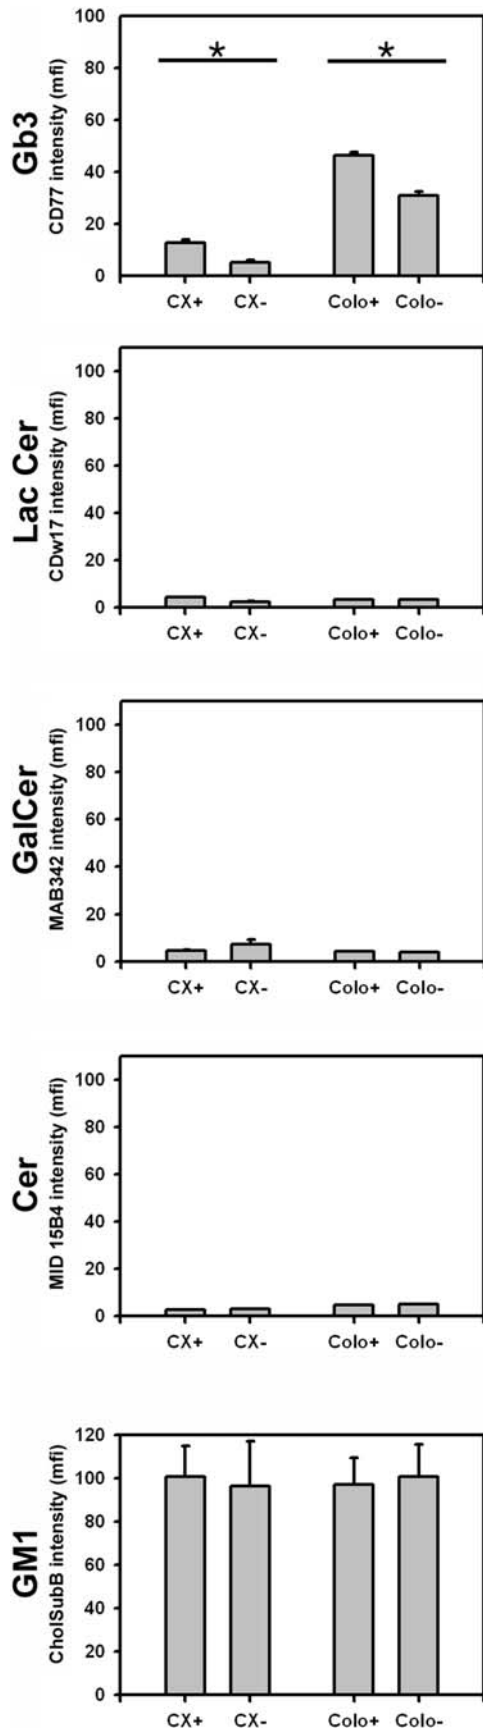 Gb3
CD77 intensity (mfi)
100
80
60
40
20
0
*
*
CX+ CX- Colo+ Colo-
Lac Cer
CDw17 intensity (mfi)
100
80
60
40
20
0
CX+ CX- Colo+ Colo-
GalCer
MAB342 intensity (mfi)
100
80
60
40
20
0
CX+ CX- Colo+ Colo-
Cer
MID 15B4 intensity (mfi)
100
80
60
40
20
0
CX+ CX- Colo+ Colo-
GM1
CholSubB intensity (mfi)
120
100
80
60
40
20
0
CX+ CX- Colo+ Colo-